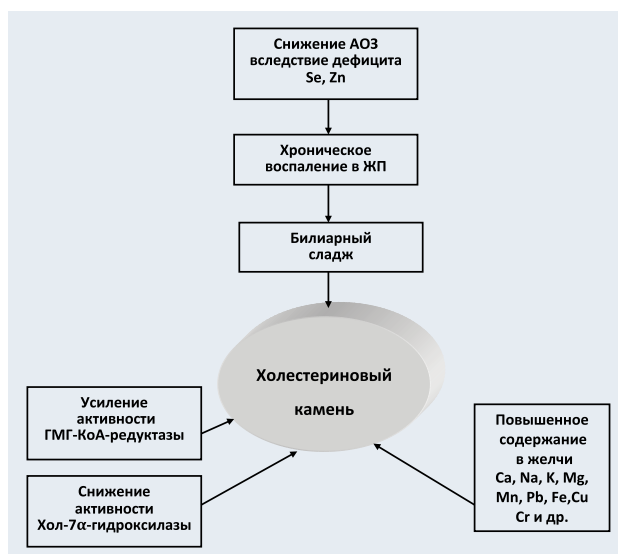 Снижение АОЗ
вследствие дефицита
Se, Zn
Хроническое
воспаление в ЖП
Билиарный
сладж
Холестериновый
камень
Усиление
активности
ГМГ-КоА-редуктазы
Снижение
активности
Хол-7α-гидроксилазы
Повышенное
содержание
в желчи
Ca, Na, K, Mg,
Mn, Pb, Fe,Cu
Cr и др.